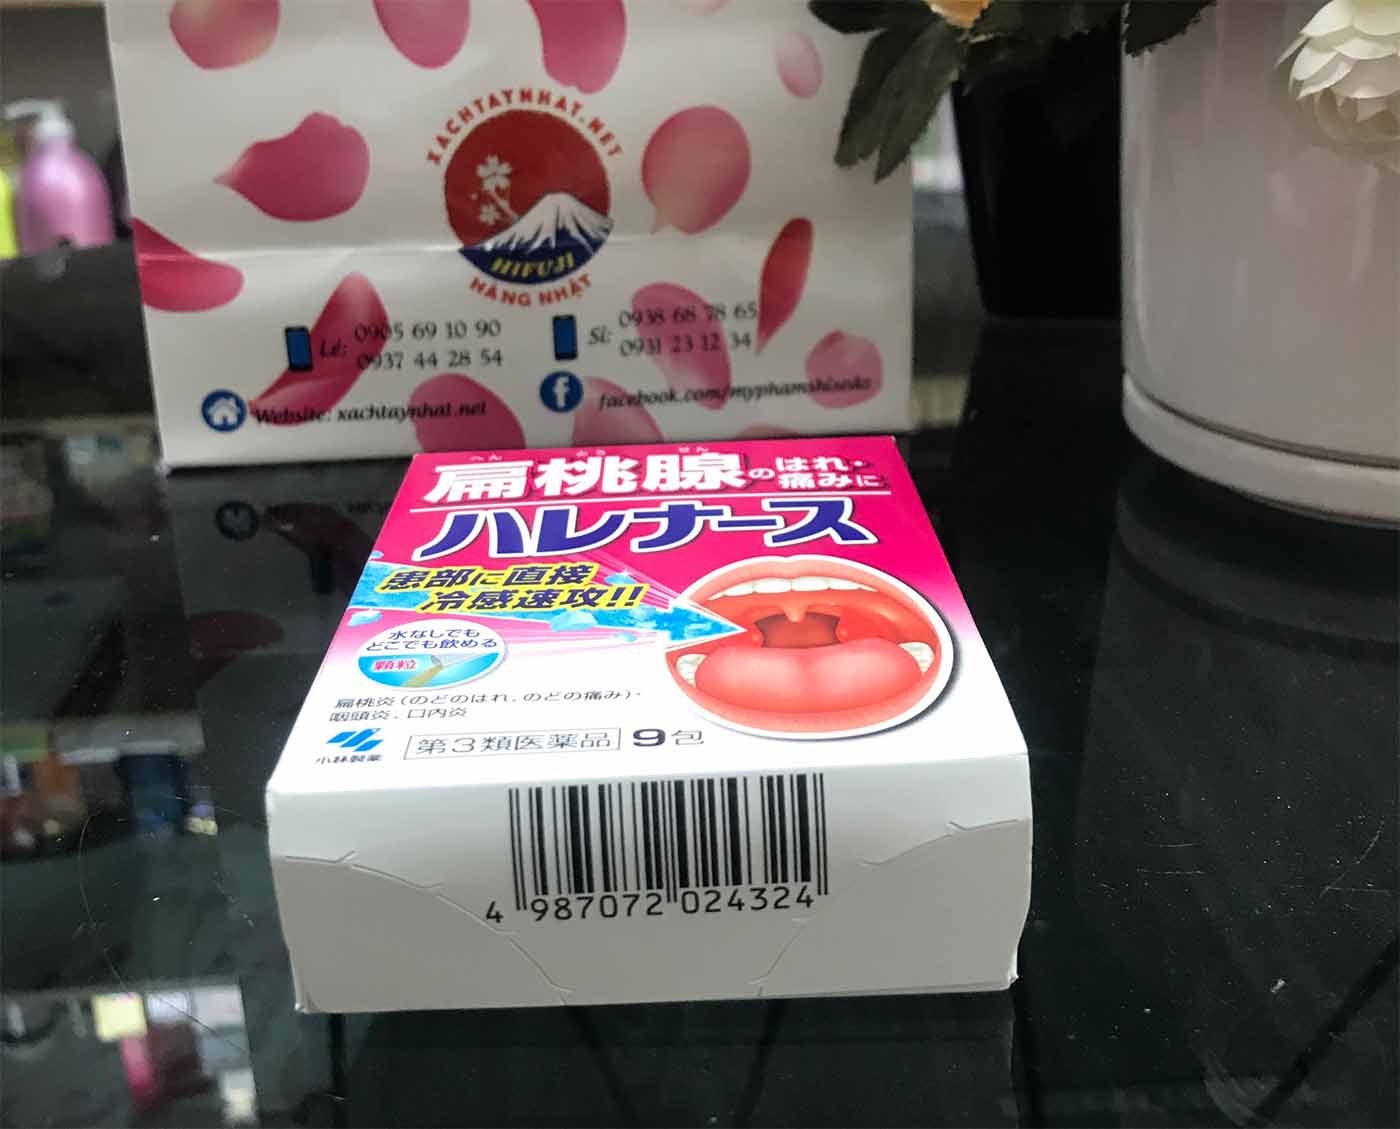 XACHTAYNHAT.NET
HIFUJI
HÀNG NHẬT
Lẻ:
0905 69 10 90
0937 44 28 54
Sỉ:
0938 68 78 65
0931 23 12 34
Website: xachtaynhat.net
facebook.com/myphamshiseido
へん とう せん
扁桃腺のはれ・
痛みに
ハレナース
患部に直接
冷感速攻!!
水なしでも
どこでも飲める
顆粒
扁桃炎(のどのはれ、のどの痛み)・
咽頭炎、口内炎
小林製薬
第3類医薬品 9包
4 987072 024324